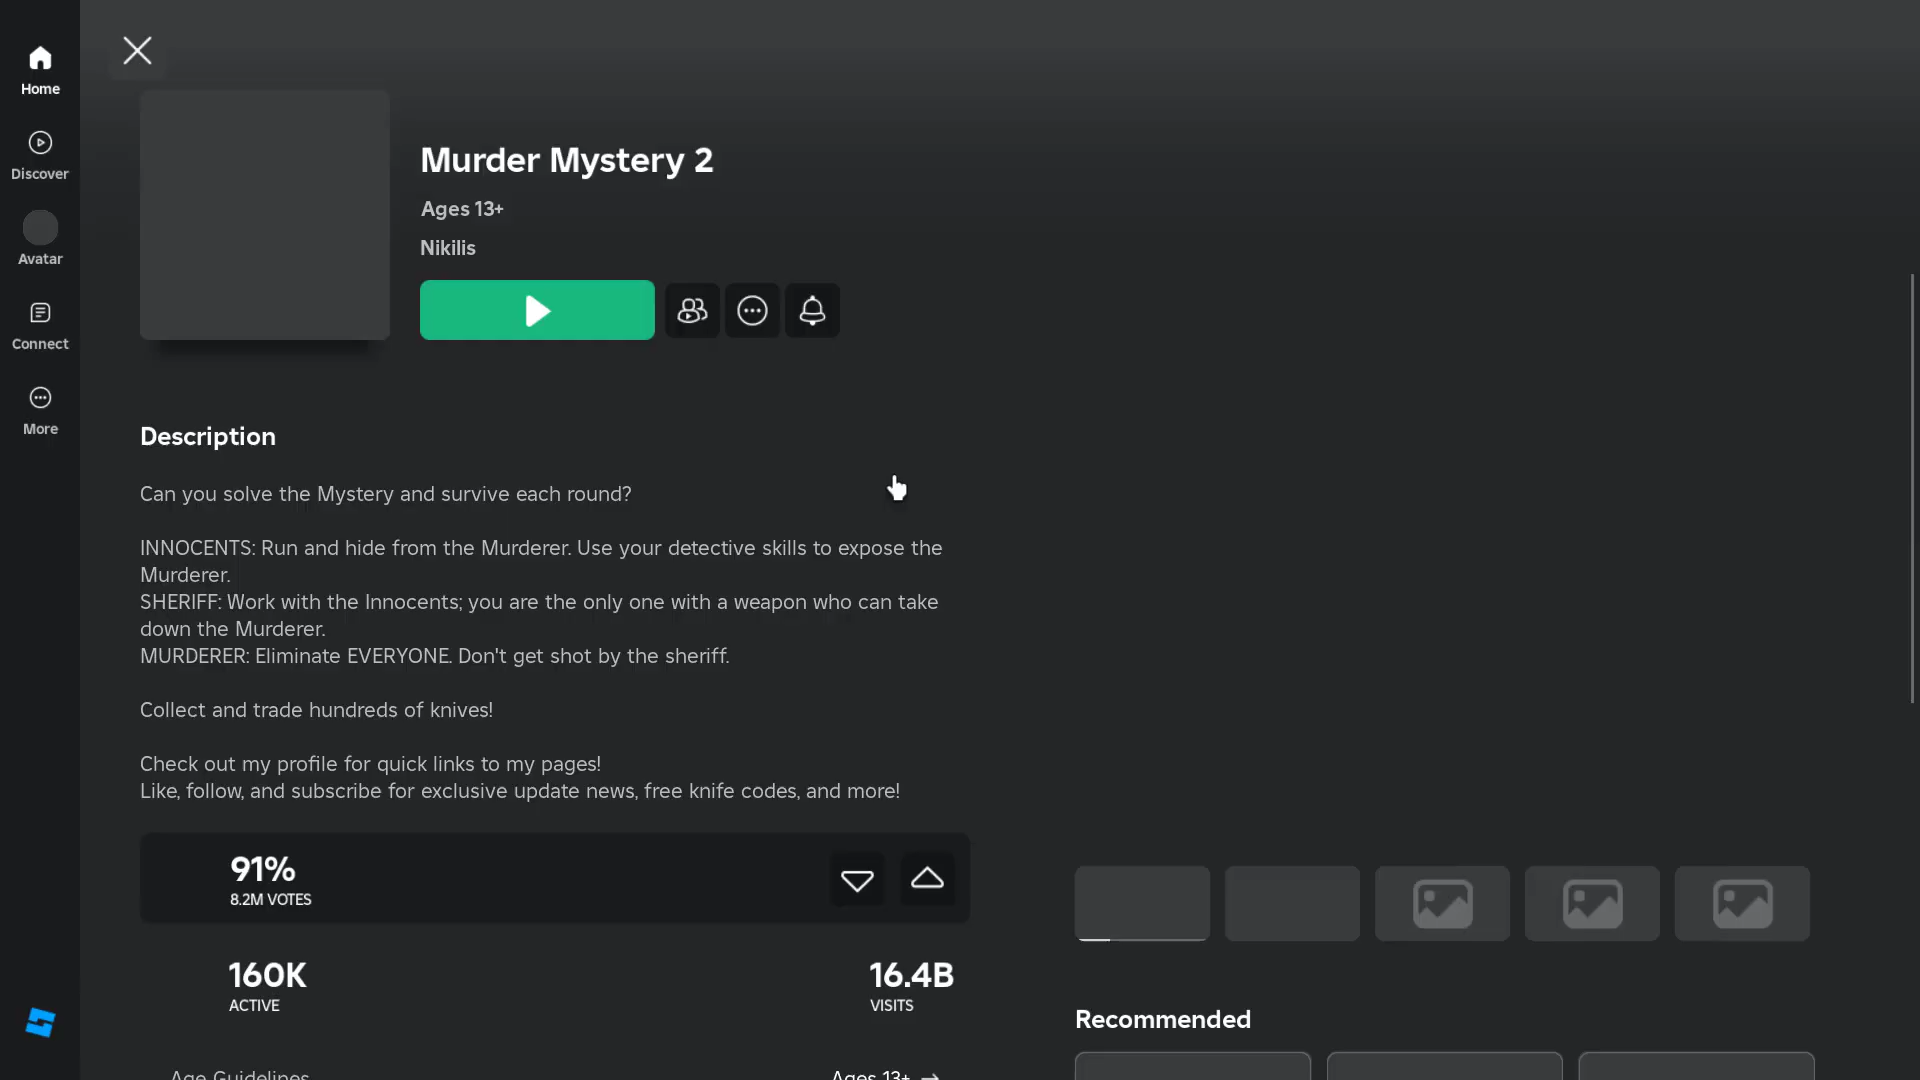 Home
Discover
Avatar
Connect
More
Murder Mystery 2
Ages 13+
Nikilis
Description
Can you solve the Mystery and survive each round?
INNOCENTS: Run and hide from the Murderer. Use your detective skills to expose the
Murderer.
SHERIFF: Work with the Innocents; you are the only one with a weapon who can take
down the Murderer.
MURDERER: Eliminate EVERYONE. Don't get shot by the sheriff.
Collect and trade hundreds of knives!
Check out my profile for quick links to my pages!
Like, follow, and subscribe for exclusive update news, free knife codes, and more!
91%
8.2M VOTES
160K
ACTIVE
16.4B
VISITS
Age Guidelines
Ages 13+
Recommended